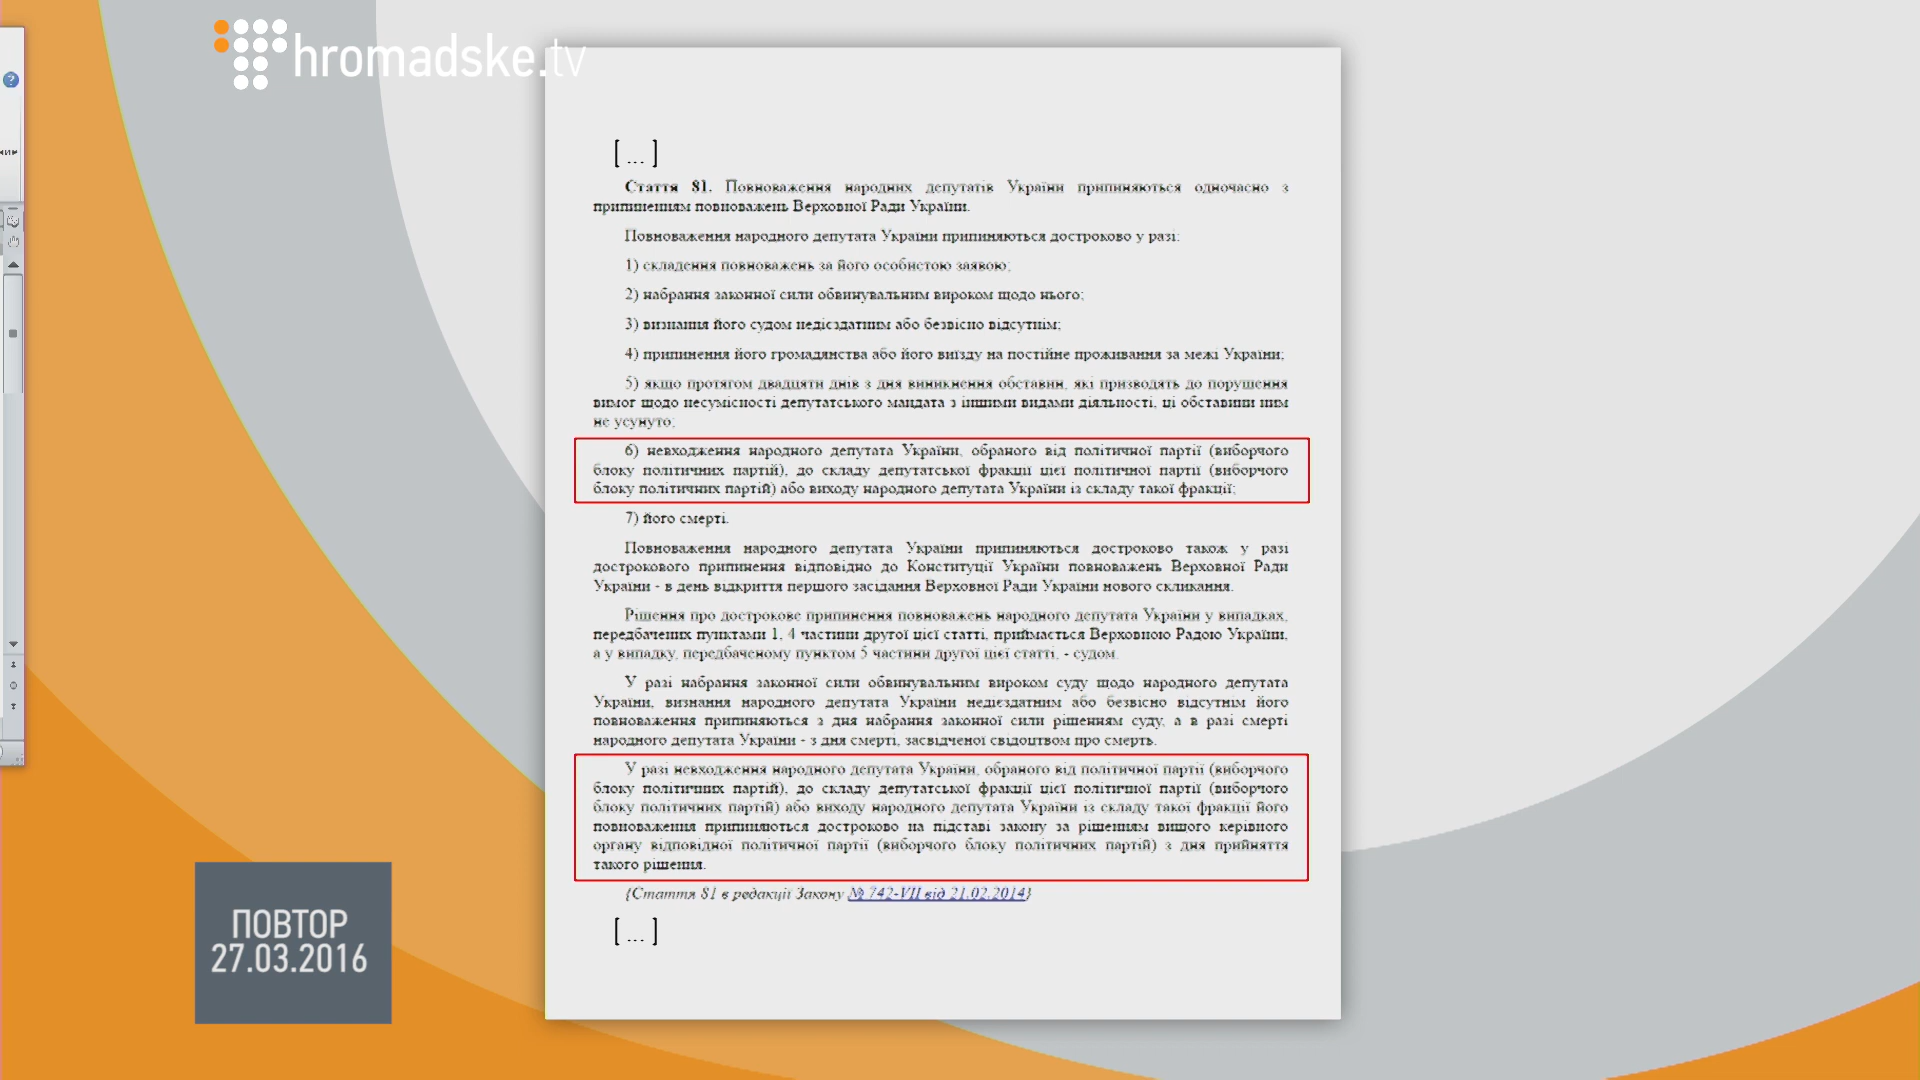 hromadske.tv
[ ... ]
Стаття 81. Повноваження народних депутатів України припиняються одночасно з
припиненням повноважень Верховної Ради України.
Повноваження народного депутата України припиняються достроково у разі:
1) складення повноважень за його особистою заявою;
2) набрання законної сили обвинувальним вироком щодо нього;
3) визнання його судом недієздатним або безвісно відсутнім;
4) припинення його громадянства або його виїзду на постійне проживання за межі України;
5) якщо протягом двадцяти днів з дня виникнення обставин, які призводять до порушення
вимог щодо несумісності депутатського мандата з іншими видами діяльності, ці обставини ним
не усунуто;
6) невходження народного депутата України, обраного від політичної партії (виборчого
блоку політичних партій), до складу депутатської фракції цієї політичної партії (виборчого
блоку політичних партій) або виходу народного депутата України із складу такої фракції;
7) його смерті.
Повноваження народного депутата України припиняються достроково також у разі
дострокового припинення відповідно до Конституції України повноважень Верховної Ради
України - в день відкриття першого засідання Верховної Ради України нового скликання.
Рішення про дострокове припинення повноважень народного депутата України у випадках,
передбачених пунктами 1, 4 частини другої цієї статті, приймається Верховною Радою України,
а у випадку, передбаченому пунктом 5 частини другої цієї статті, - судом.
У разі набрання законної сили обвинувальним вироком суду щодо народного депутата
України, визнання народного депутата України недієздатним або безвісно відсутнім його
повноваження припиняються з дня набрання законної сили рішенням суду, а в разі смерті
народного депутата України - з дня смерті, засвідченої свідоцтвом про смерть.
У разі невходження народного депутата України, обраного від політичної партії (виборчого
блоку політичних партій), до складу депутатської фракції цієї політичної партії (виборчого
блоку політичних партій) або виходу народного депутата України із складу такої фракції його
повноваження припиняються достроково на підставі закону за рішенням вищого керівного
органу відповідної політичної партії (виборчого блоку політичних партій) з дня прийняття
такого рішення.
{Стаття 81 в редакції Закону № 742-VII від 21.02.2014}
[ ... ]
ПОВТОР
27.03.2016